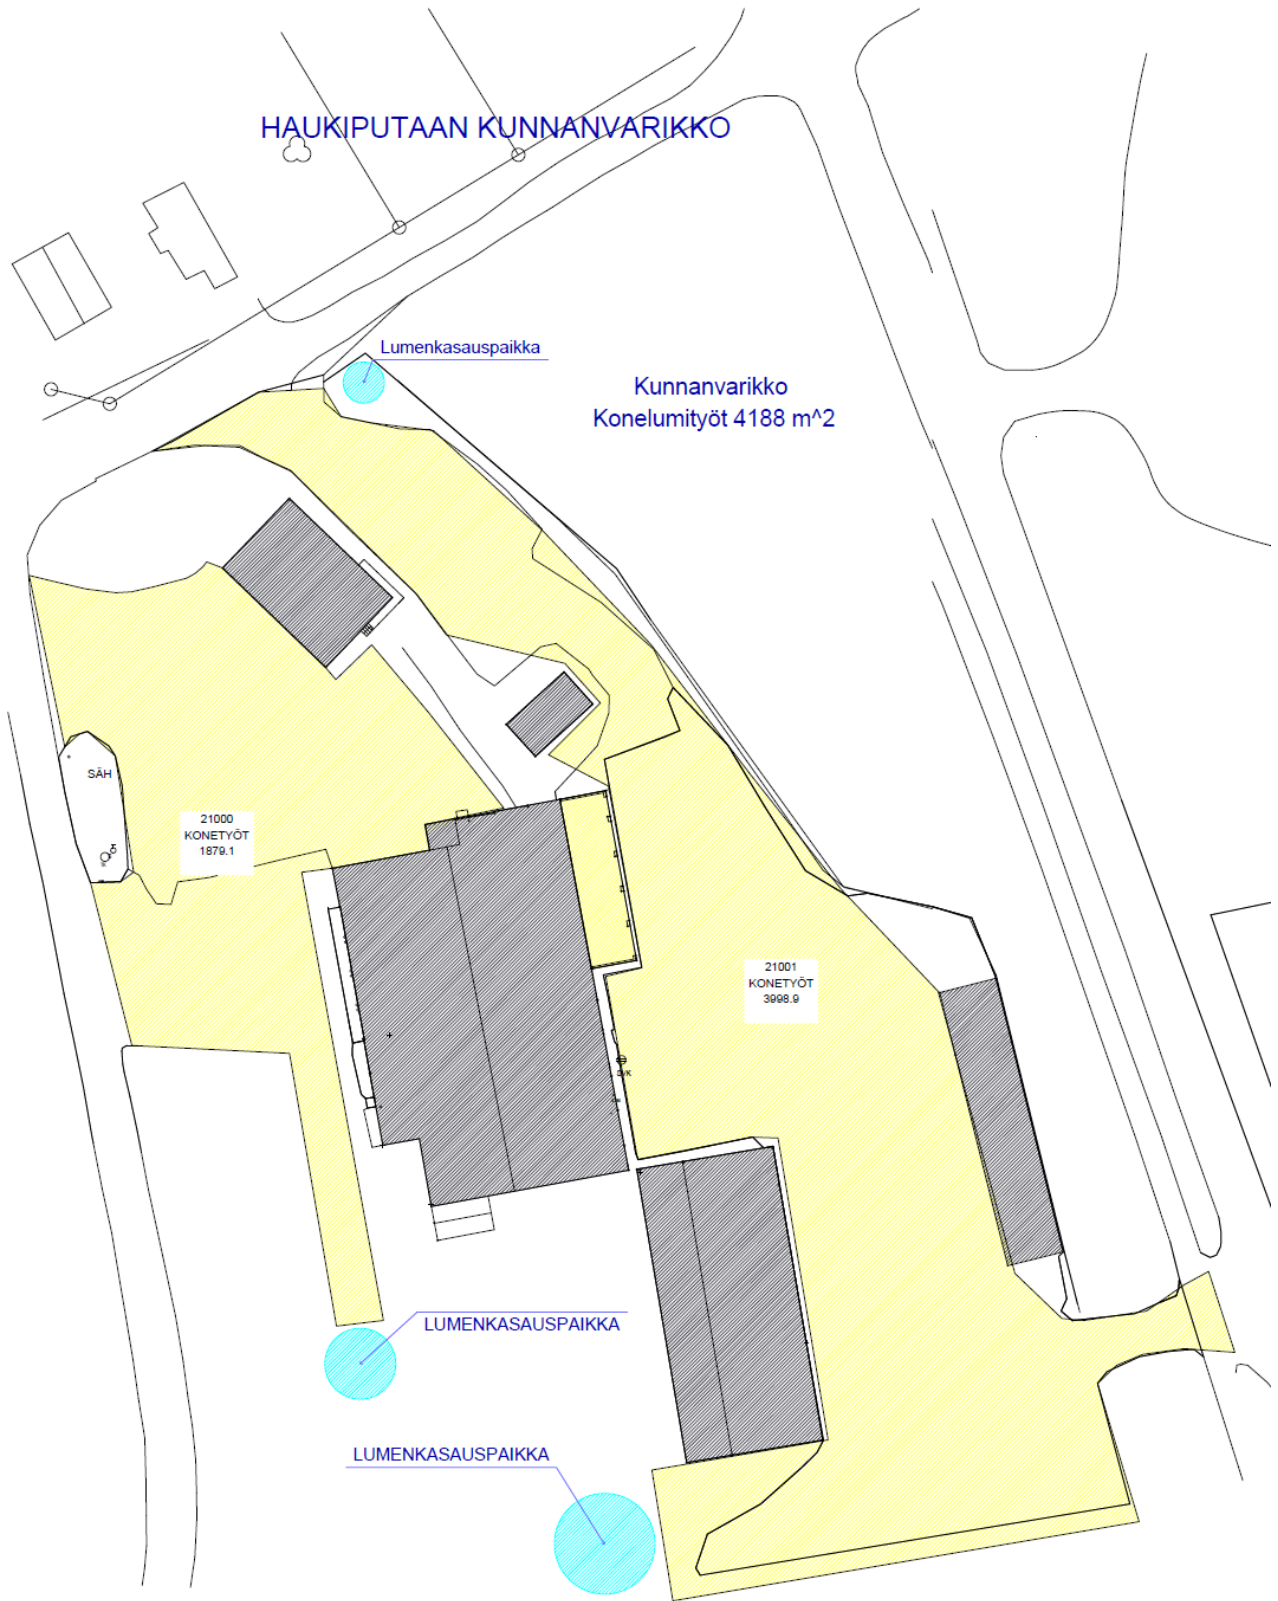 HAUKIPUTAAN KUNNANVARIKKO
Lumenkasauspaikka
Kunnanvarikko
Konelumityöt 4188 m^2
SÄH
21000
KONETYÖT
1879.1
21001
KONETYÖT
3998.9
LUMENKASAUSPAIKKA
LUMENKASAUSPAIKKA